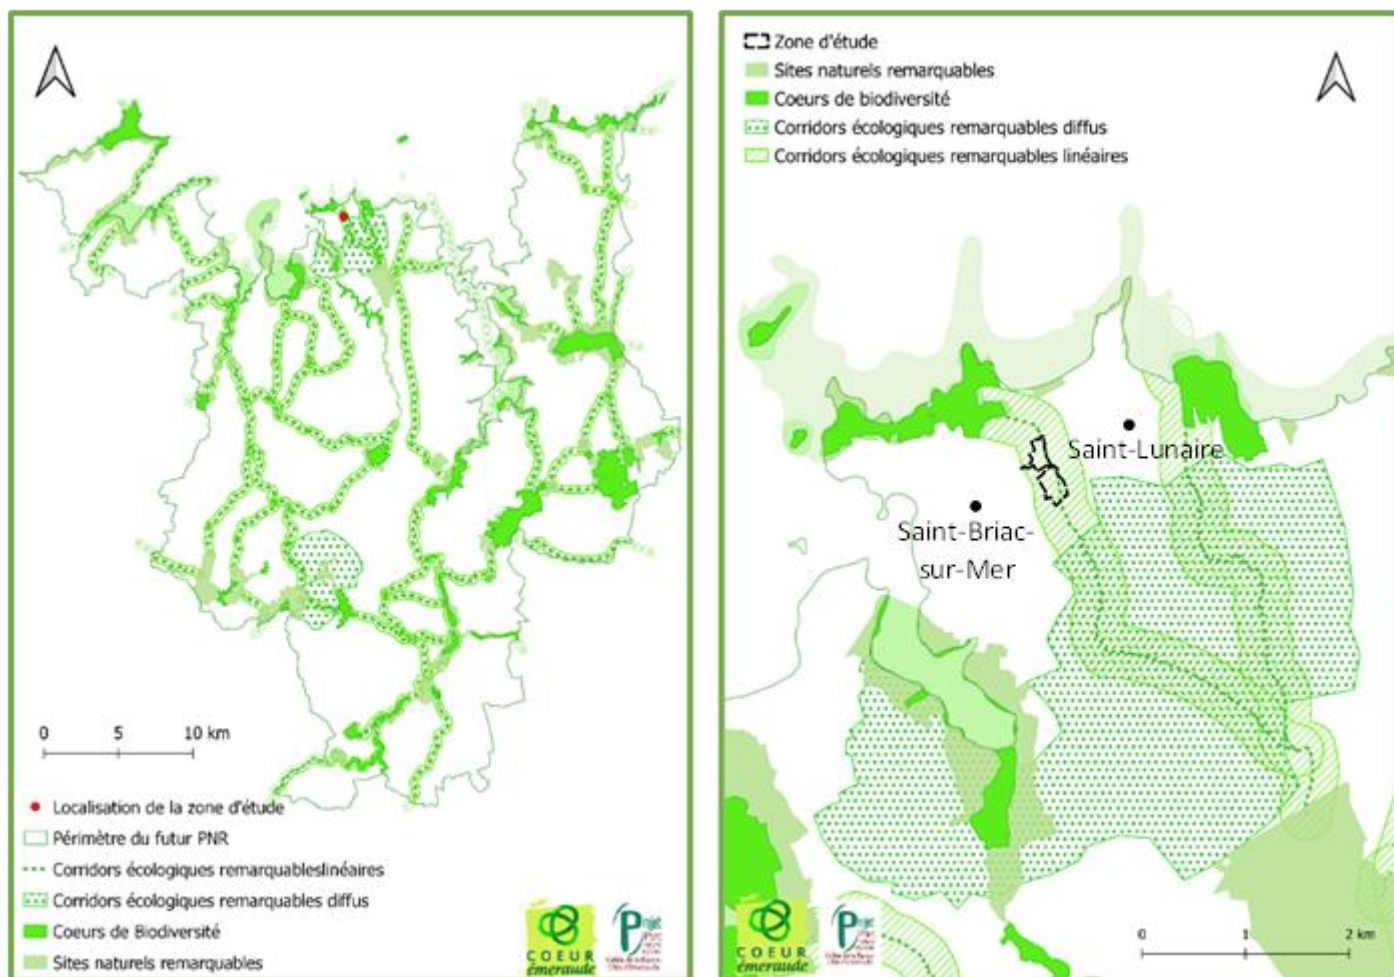 0 5 10 km
Localisation de la zone d'étude
Périmètre du futur PNR
Corridors écologiques remarquableslinéaires
Corridors écologiques remarquables diffus
Coeurs de Biodiversité
Sites naturels remarquables
COEUR
émeraude
Projet
Zone d'étude
Sites naturels remarquables
Coeurs de biodiversité
Corridors écologiques remarquables diffus
Corridors écologiques remarquables linéaires
Saint-Lunaire
Saint-Briac-
sur-Mer
0 1 2 km
COEUR
émeraude
Projet